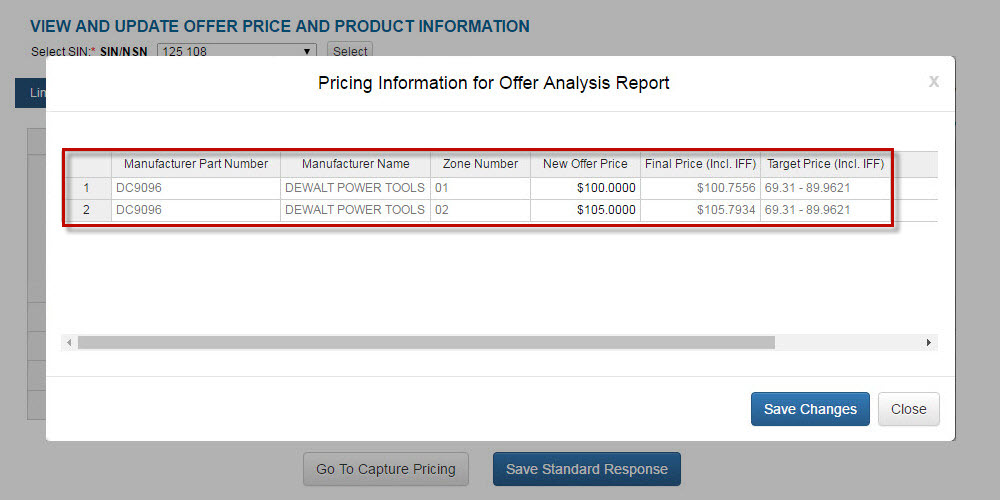 VIEW AND UPDATE OFFER PRICE AND PRODUCT INFORMATION
Select SIN:* SIN/NSN 125 108 Select
Lin
Pricing Information for Offer Analysis Report X
Manufacturer Part Number Manufacturer Name Zone Number New Offer Price Final Price (Incl. IFF) Target Price (Incl. IFF)
1 DC9096 DEWALT POWER TOOLS 01 $100.0000 $100.7556 69.31 - 89.9621
2 DC9096 DEWALT POWER TOOLS 02 $105.0000 $105.7934 69.31 - 89.9621
Save Changes Close
Go To Capture Pricing Save Standard Response